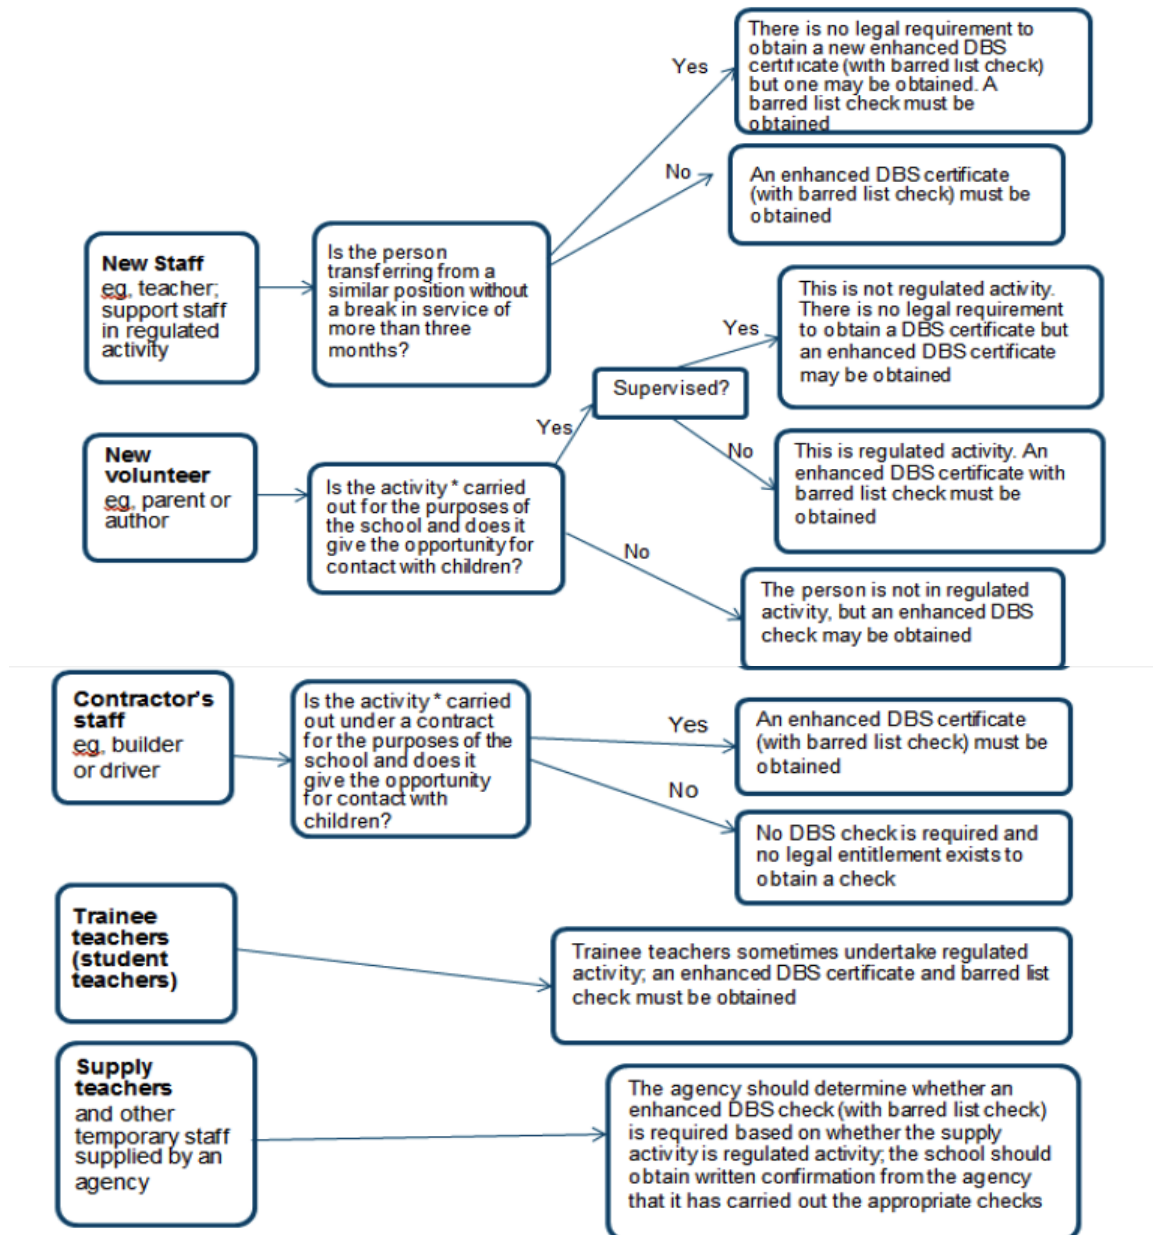 There is no legal requirement to
obtain a new enhanced DBS
certificate (with barred list check)
but one may be obtained. A
barred list check must be
obtained
Yes
No
An enhanced DBS certificate
(with barred list check) must be
obtained
New Staff
eg, teacher;
support staff
in regulated
activity
Is the person
transferring from a
similar position without
a break in service of
more than three
months?
This is not regulated activity.
There is no legal requirement
to obtain a DBS certificate but
an enhanced DBS certificate
may be obtained
Yes
Supervised?
Yes
No
This is regulated activity. An
enhanced DBS certificate with
barred list check must be
obtained
New
volunteer
eg, parent or
author
Is the activity * carried
out for the purposes of
the school and does it
give the opportunity for
contact with children?
No
The person is not in regulated
activity, but an enhanced DBS
check may be obtained
Contractor's
staff
eg, builder
or driver
Is the activity * carried
out under a contract
for the purposes of the
school and does it
give the opportunity
for contact with
children?
Yes
An enhanced DBS certificate
(with barred list check) must be
obtained
No
No DBS check is required and
no legal entitlement exists to
obtain a check
Trainee
teachers
(student
teachers)
Trainee teachers sometimes undertake regulated
activity; an enhanced DBS certificate and barred list
check must be obtained
Supply
teachers
and other
temporary staff
supplied by an
agency
The agency should determine whether an
enhanced DBS check (with barred list check)
is required based on whether the supply
activity is regulated activity; the school should
obtain written confirmation from the agency
that it has carried out the appropriate checks